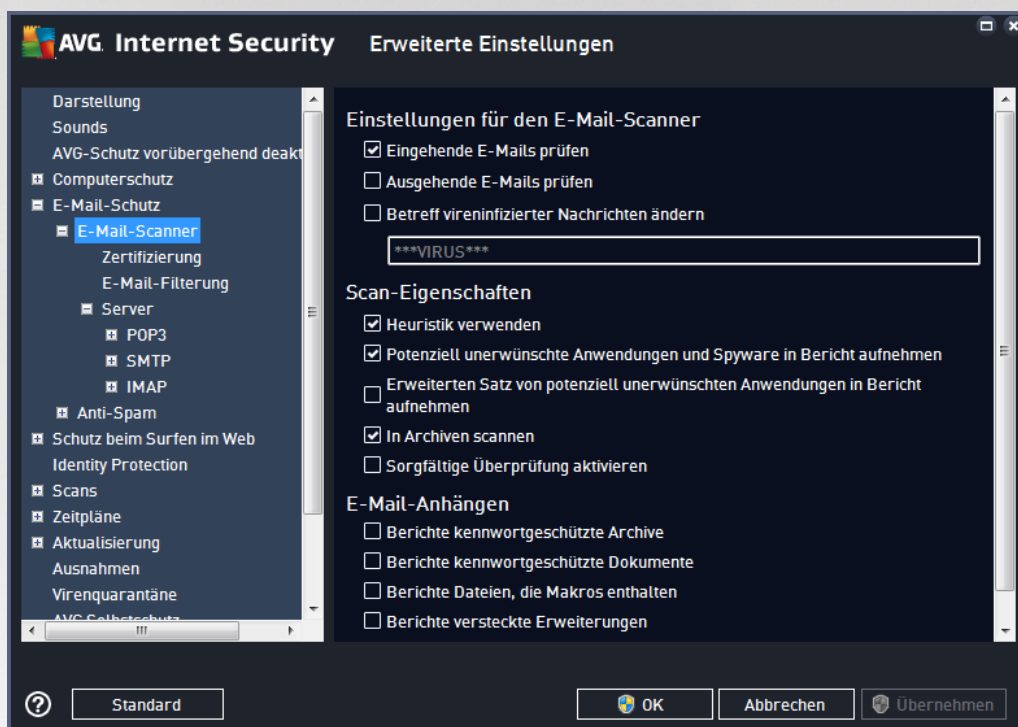 AVG. Internet Security Erweiterte Einstellungen
Darstellung
Sounds
AVG-Schutz vorübergehend deakt
Computerschutz
E-Mail-Schutz
E-Mail-Scanner
Zertifizierung
E-Mail-Filterung
Server
POP3
SMTP
IMAP
Anti-Spam
Schutz beim Surfen im Web
Identity Protection
Scans
Zeitpläne
Aktualisierung
Ausnahmen
Virenquarantäne
AVG Selbstschutz
Einstellungen für den E-Mail-Scanner
Eingehende E-Mails prüfen
Ausgehende E-Mails prüfen
Betreff vireninfizierter Nachrichten ändern
***VIRUS***
Scan-Eigenschaften
Heuristik verwenden
Potenziell unerwünschte Anwendungen und Spyware in Bericht aufnehmen
Erweiterten Satz von potenziell unerwünschten Anwendungen in Bericht
aufnehmen
In Archiven scannen
Sorgfältige Überprüfung aktivieren
E-Mail-Anhängen
Berichte kennwortgeschützte Archive
Berichte kennwortgeschützte Dokumente
Berichte Dateien, die Makros enthalten
Berichte versteckte Erweiterungen
? Standard OK Abbrechen Übernehmen